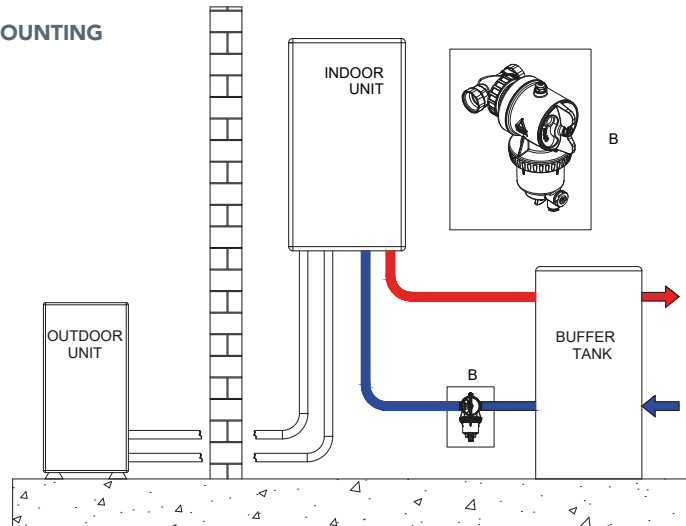 OUNTING
INDOOR
UNIT
B
OUTDOOR
UNIT
BUFFER
TANK
B